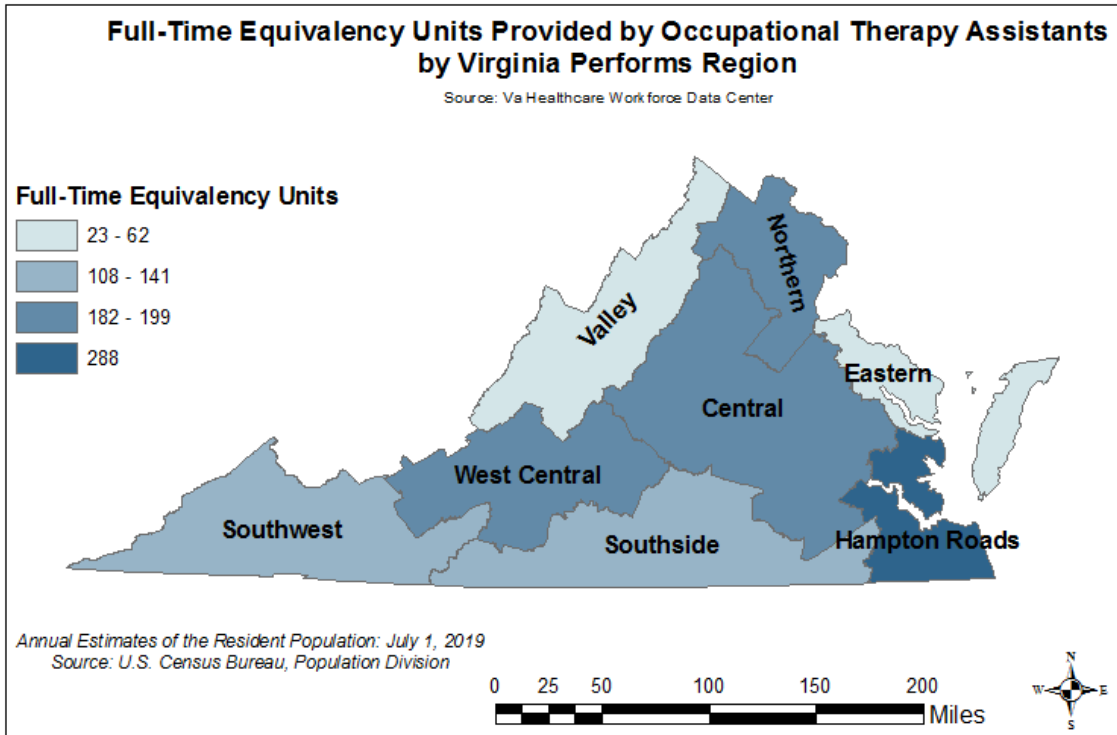 Full-Time Equivalency Units Provided by Occupational Therapy Assistants
by Virginia Performs Region
Source: Va Healthcare Workforce Data Center
Full-Time Equivalency Units
23 - 62
108 - 141
182 - 199
288
Northern
Valley
Eastern
Central
West Central
Southwest
Southside
Hampton Roads
Annual Estimates of the Resident Population: July 1, 2019
Source: U.S. Census Bureau, Population Division
0 25 50 100 150 200
Miles
N
W E
S